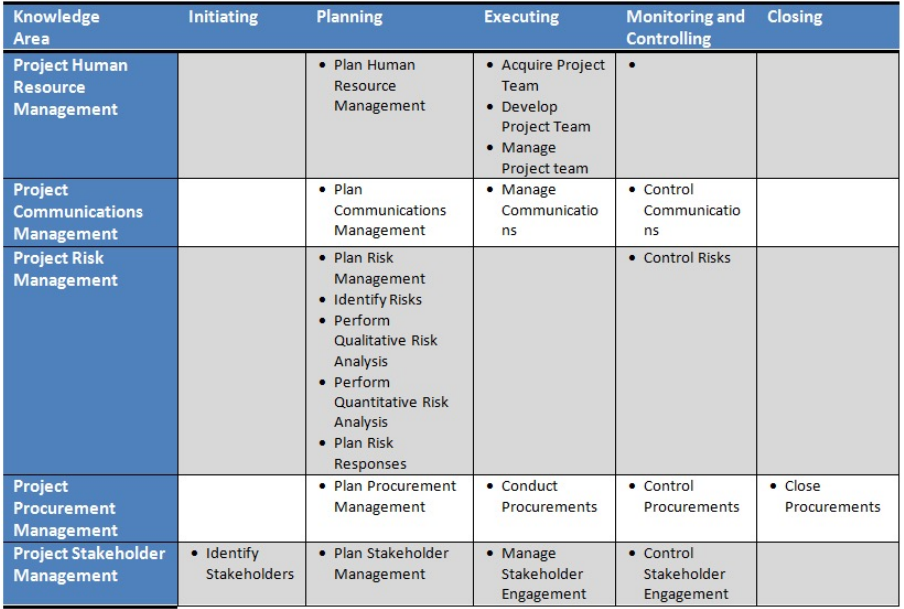 Knowledge Area
Initiating
Planning
Executing
Monitoring and
Controlling
Closing
Project Human
Resource
Management
• Plan Human
Resource
Management
• Acquire Project
Team
• Develop
Project Team
• Manage
Project team
•
Project
Communications
Management
• Plan
Communications
Management
• Manage
Communicatio
ns
• Control
Communicatio
ns
Project Risk
Management
• Plan Risk
Management
• Identify Risks
• Perform
Qualitative Risk
Analysis
• Perform
Quantitative Risk
Analysis
• Plan Risk
Responses
• Control Risks
Project
Procurement
Management
• Plan Procurement
Management
• Conduct
Procurements
• Control
Procurements
• Close
Procurements
Project Stakeholder
Management
• Identify
Stakeholders
• Plan Stakeholder
Management
• Manage
Stakeholder
Engagement
• Control
Stakeholder
Engagement